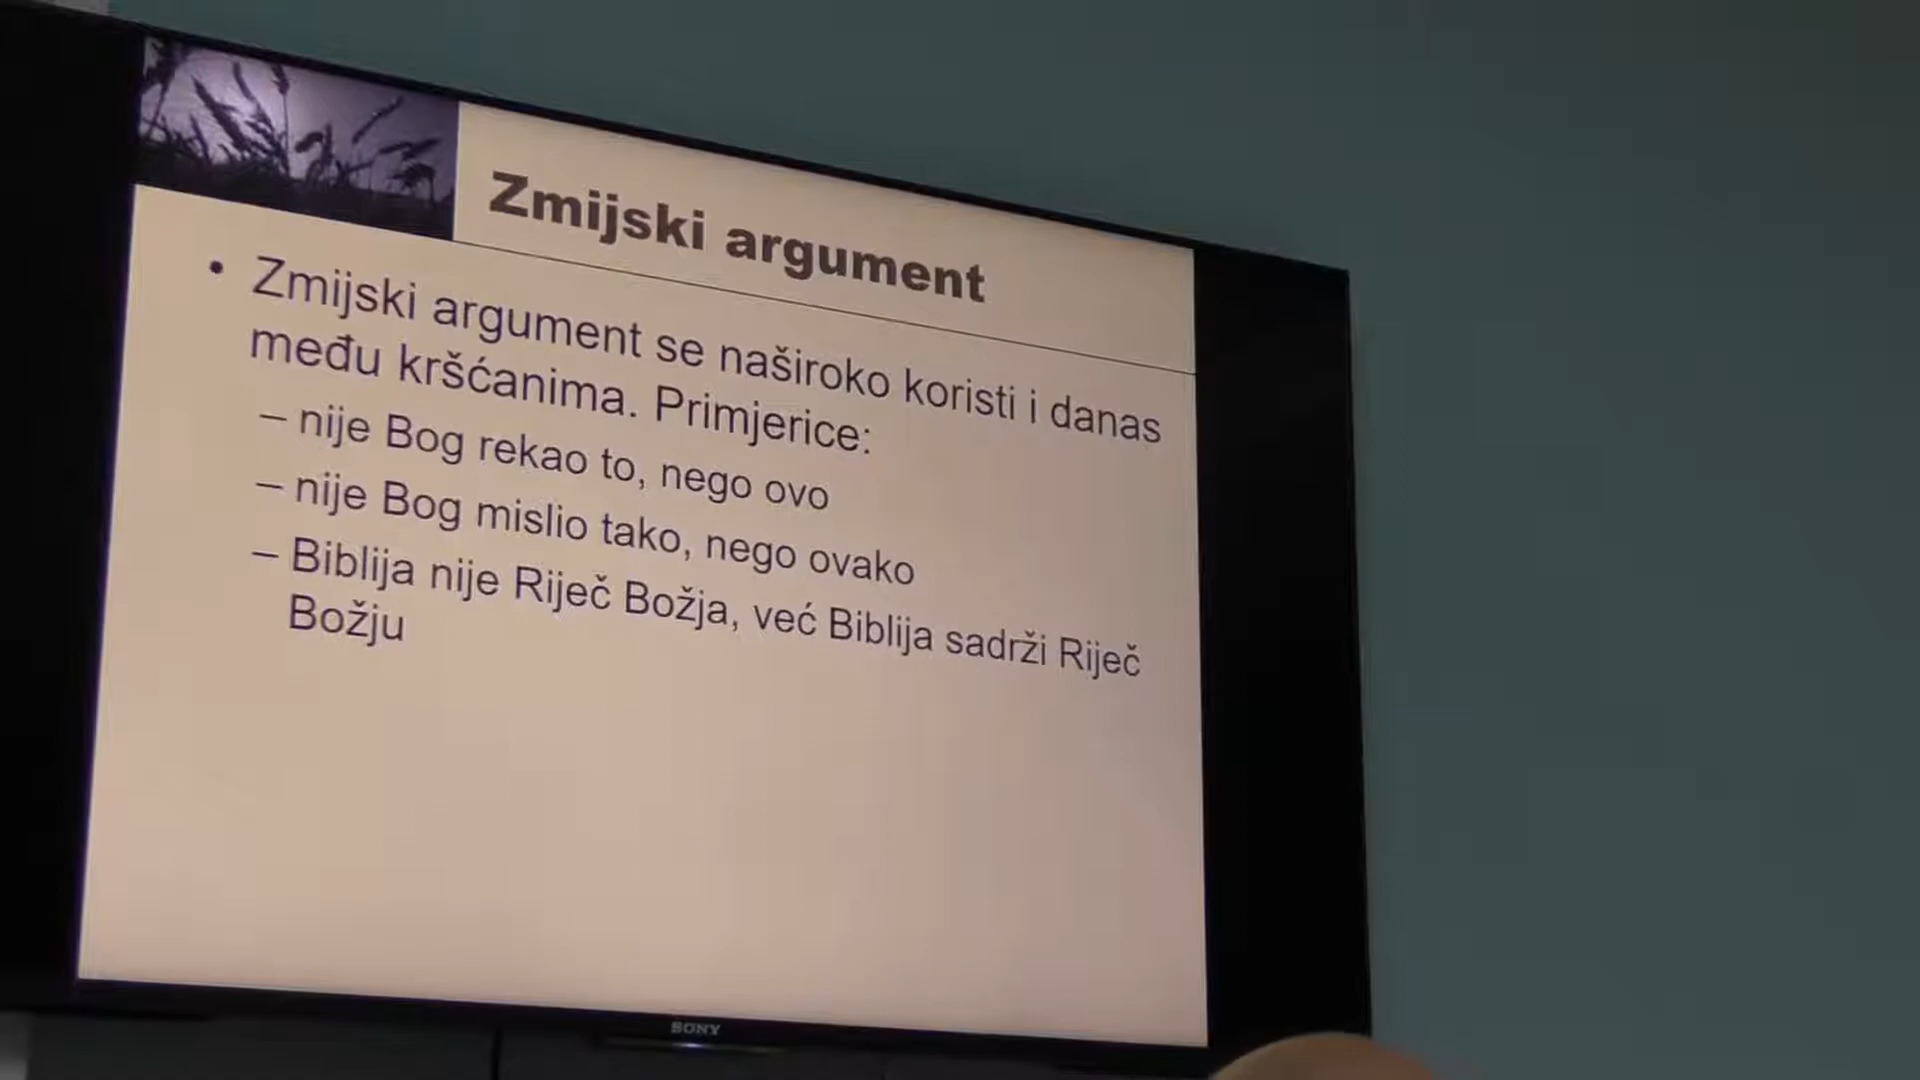 Zmijski argument
• Zmijski argument se naširoko koristi i danas
među kršćanima. Primjerice:
– nije Bog rekao to, nego ovo
– nije Bog mislio tako, nego ovako
– Biblija nije Riječ Božja, već Biblija sadrži Riječ
Božju
SONY